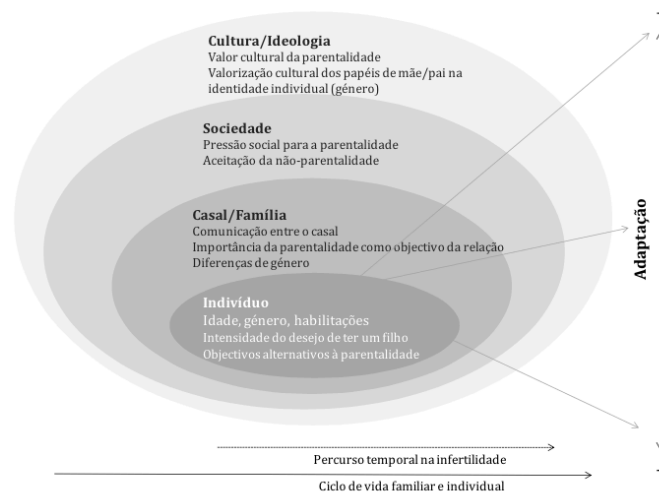 Cultura/Ideologia
Valor cultural da parentalidade
Valorização cultural dos papéis de mãe/pai na
identidade individual (género)
Sociedade
Pressão social para a parentalidade
Aceitação da não-parentalidade
Casal/Família
Comunicação entre o casal
Importância da parentalidade como objectivo da relação
Diferenças de género
Indivíduo
Idade, género, habilitações
Intensidade do desejo de ter um filho
Objectivos alternativos à parentalidade
Adaptação
Percurso temporal na infertilidade
Ciclo de vida familiar e individual